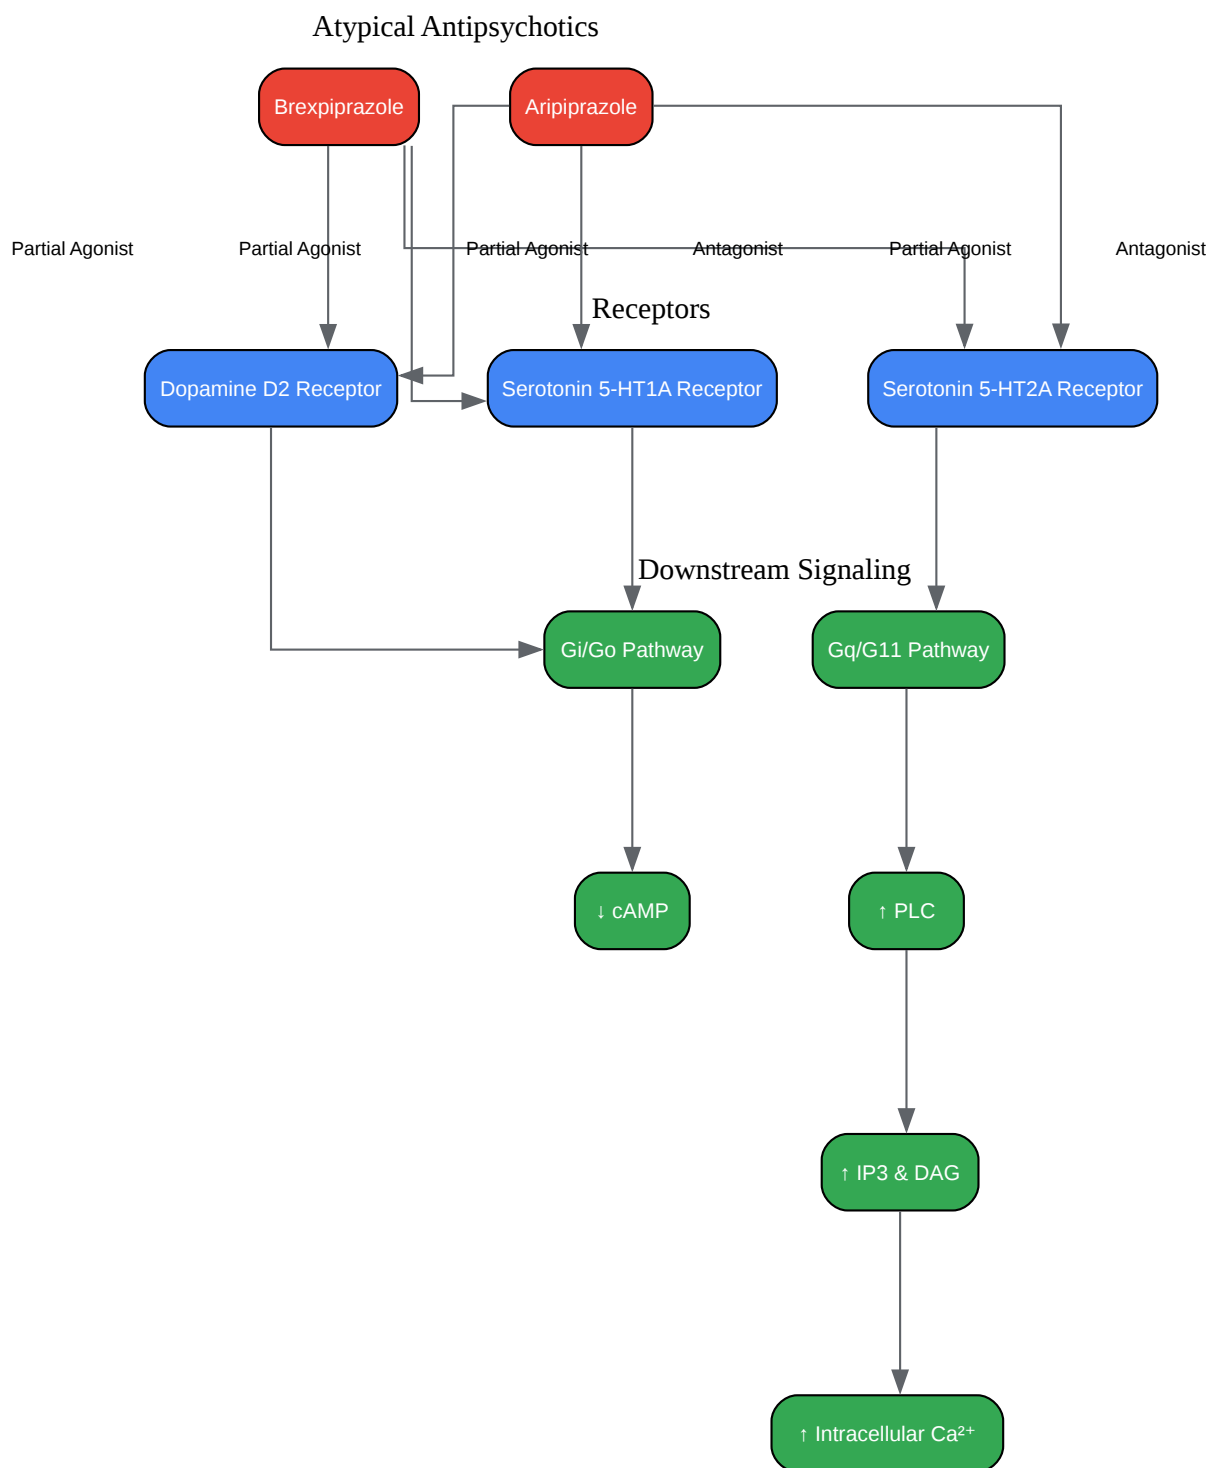 Atypical Antipsychotics
Brexpiprazole
Aripiprazole
Partial Agonist
Partial Agonist
Partial Agonist
Antagonist
Partial Agonist
Antagonist
Receptors
Dopamine D2 Receptor
Serotonin 5-HT1A Receptor
Serotonin 5-HT2A Receptor
Downstream Signaling
Gi/Go Pathway
Gq/G11 Pathway
↓ cAMP
↑ PLC
↑ IP3 & DAG
↑ Intracellular Ca²⁺